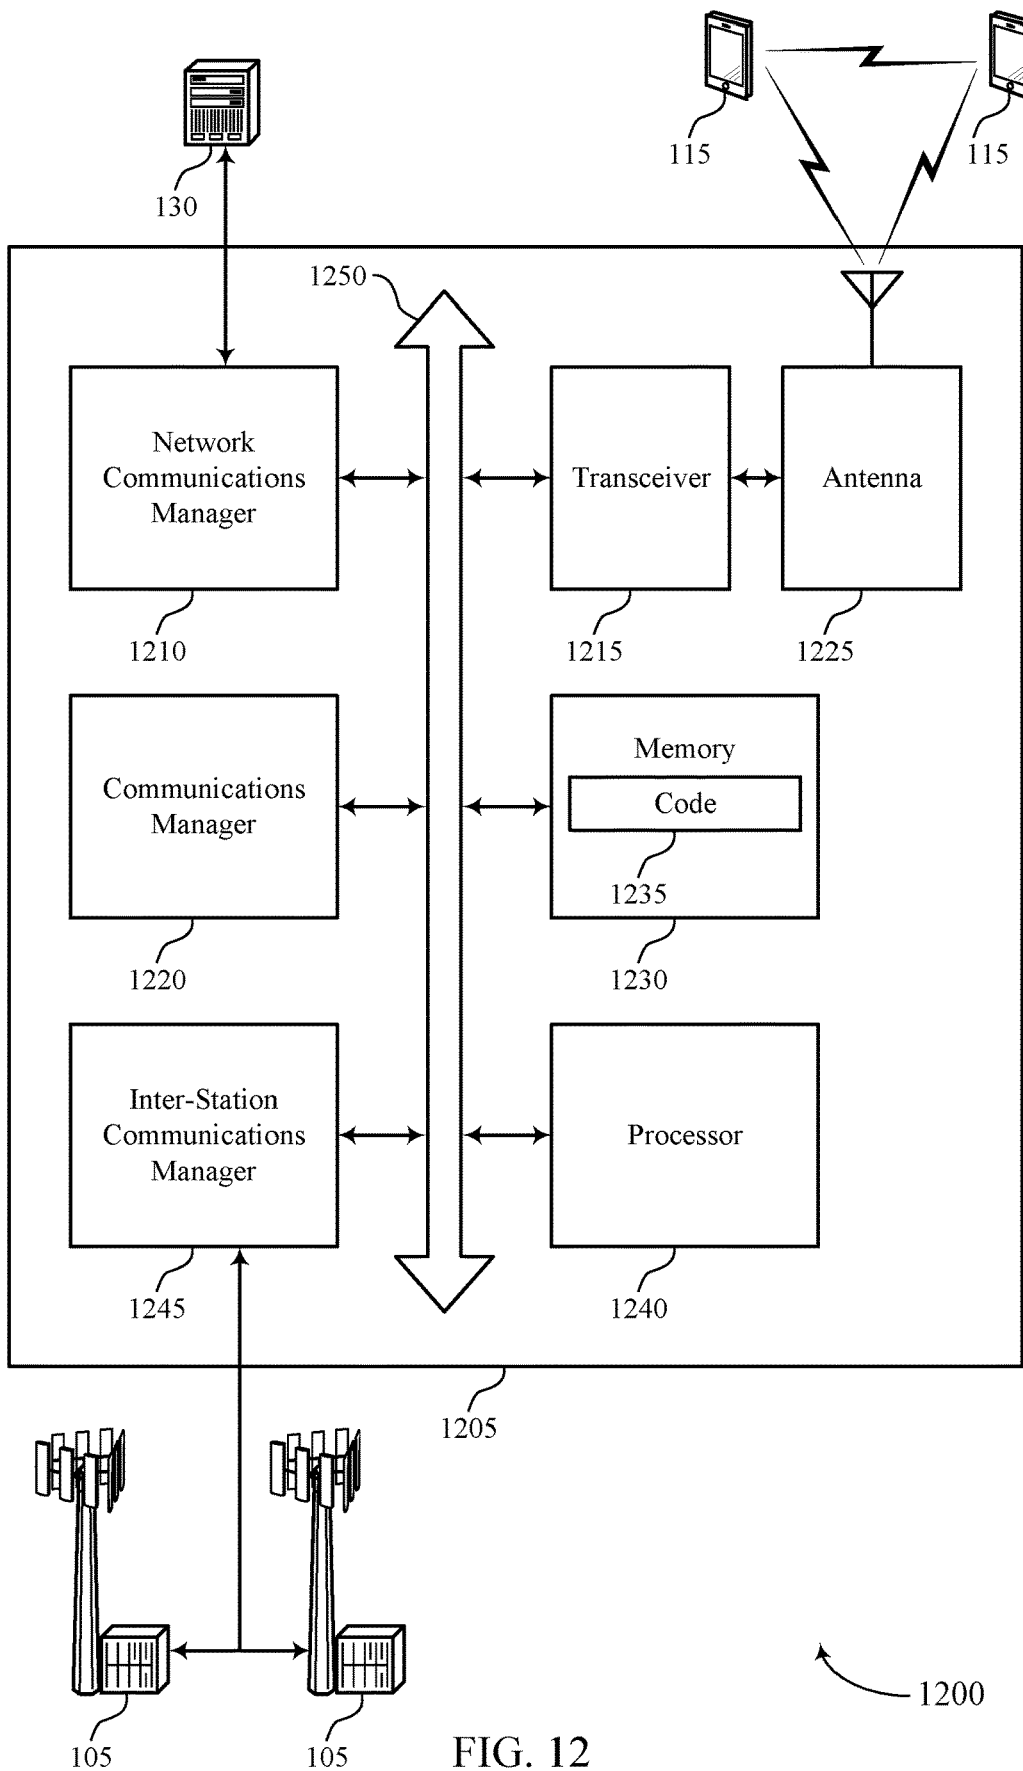 115
115
130
1250
Network
Communications
Manager
Transceiver
Antenna
1210
1215
1225
Communications
Manager
Memory
Code
1235
1220
1230
Inter-Station
Communications
Manager
Processor
1245
1240
1205
105
105
1200
FIG. 12